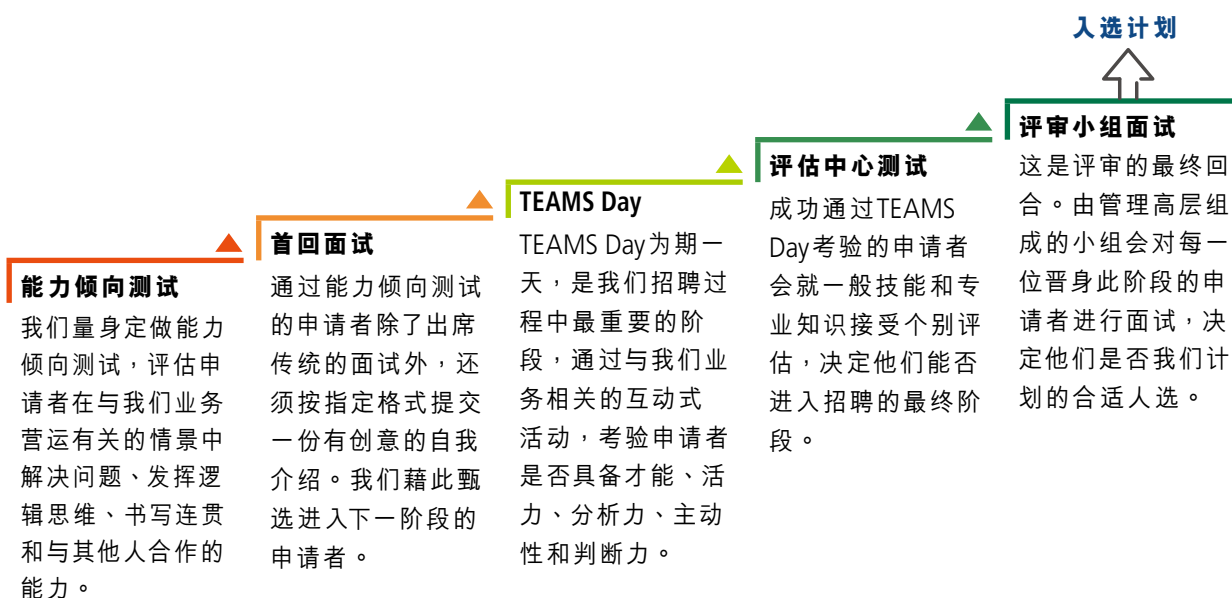 入选计划
能力倾向测试
我们量身定做能力
倾向测试，评估申
请者在与我们业务
营运有关的情景中
解决问题、发挥逻
辑思维、书写连贯
和与其他人合作的
能力。
首回面试
通过能力倾向测试
的申请者除了出席
传统的面试外，还
须按指定格式提交
一份有创意的自我
介绍。我们藉此甄
选进入下一阶段的
申请者。
TEAMS Day
TEAMS Day为期一
天，是我们招聘过
程中最重要的阶
段，通过与我们业
务相关的互动式
活动，考验申请者
是否具备才能、活
力、分析力、主动
性和判断力。
评估中心测试
成功通过TEAMS
Day考验的申请者
会就一般技能和专
业知识接受个别评
估，决定他们能否
进入招聘的最终阶
段。
评审小组面试
这是评审的最终回
合。由管理高层组
成的小组会对每一
位晋身此阶段的申
请者进行面试，决
定他们是否我们计
划的合适人选。